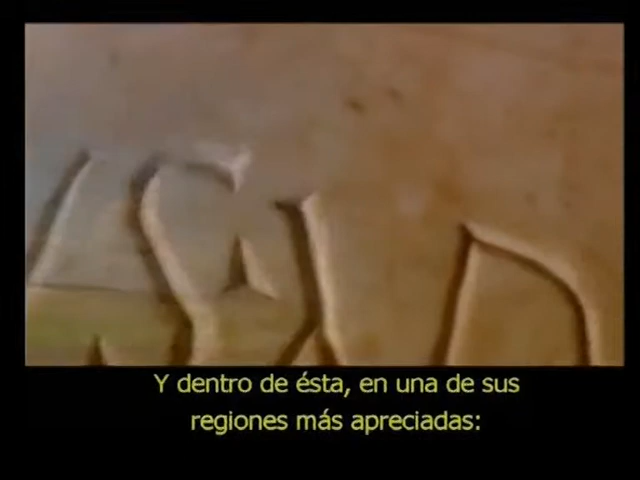 Y dentro de ésta, en una de sus
regiones más apreciadas: